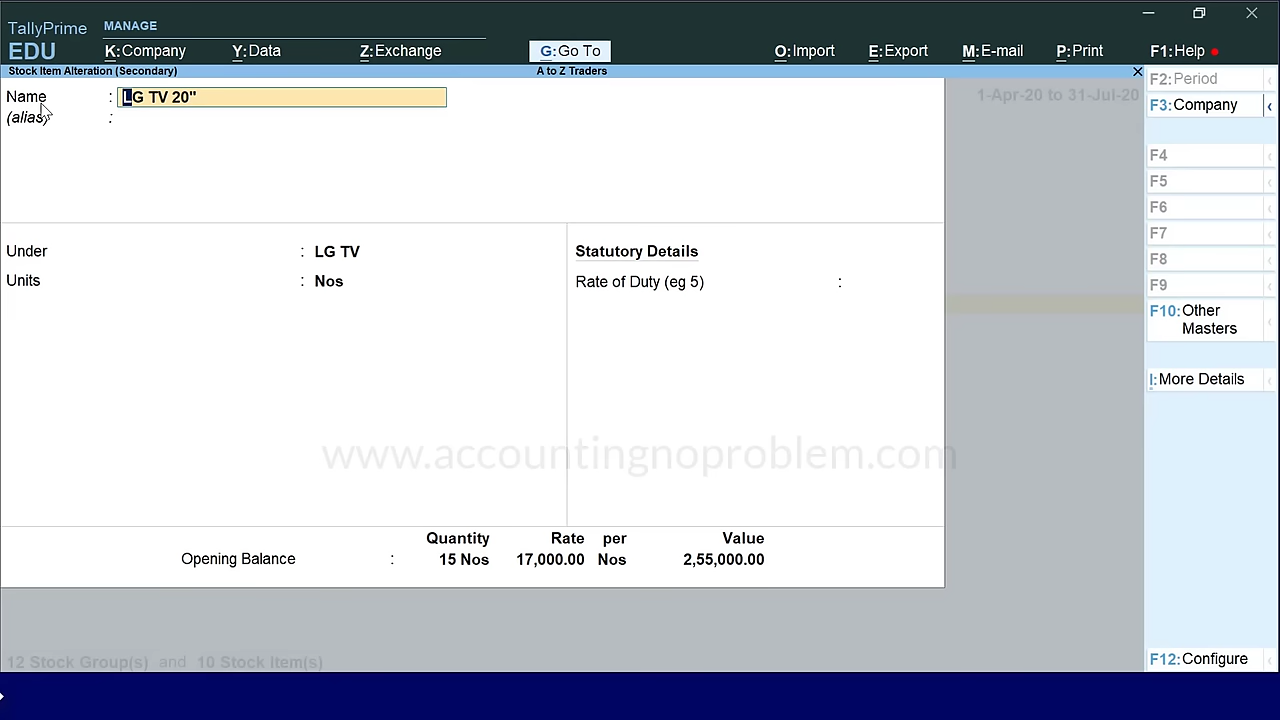 TallyPrime MANAGE
EDU K:Company Y:Data Z:Exchange G:Go To O:Import E:Export M:E-mail P:Print F1:Help
Stock Item Alteration (Secondary) A to Z Traders
Name : LG TV 20"
(alias) :
1-Apr-20 to 31-Jul-20
F2:Period
F3:Company
F4
F5
F6
F7
F8
F9
F10:Other
Masters
I:More Details
F12:Configure
Under : LG TV
Units : Nos
Statutory Details
Rate of Duty (eg 5) :
www.accountingnoproblem.com
Quantity Rate per Value
Opening Balance : 15 Nos 17,000.00 Nos 2,55,000.00
12 Stock Group(s) and 10 Stock Item(s)